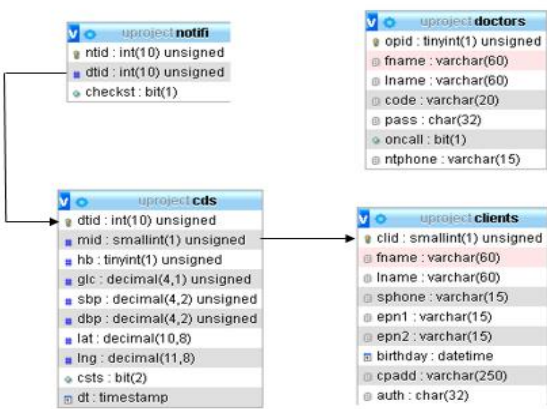 uproject notifi
ntid : int(10) unsigned
dtid : int(10) unsigned
checkst : bit(1)
uproject doctors
opid : tinyint(1) unsigned
fname : varchar(60)
lname : varchar(60)
code : varchar(20)
pass : char(32)
oncall : bit(1)
ntphone : varchar(15)
uproject cds
dtid : int(10) unsigned
mid : smallint(1) unsigned
hb : tinyint(1) unsigned
glc : decimal(4,1) unsigned
sbp : decimal(4,2) unsigned
dbp : decimal(4,2) unsigned
lat : decimal(10,8)
lng : decimal(11,8)
csts : bit(2)
dt : timestamp
uproject clients
clid : smallint(1) unsigned
fname : varchar(60)
lname : varchar(60)
sphone : varchar(15)
epn1 : varchar(15)
epn2 : varchar(15)
birthday : datetime
cpadd : varchar(250)
auth : char(32)